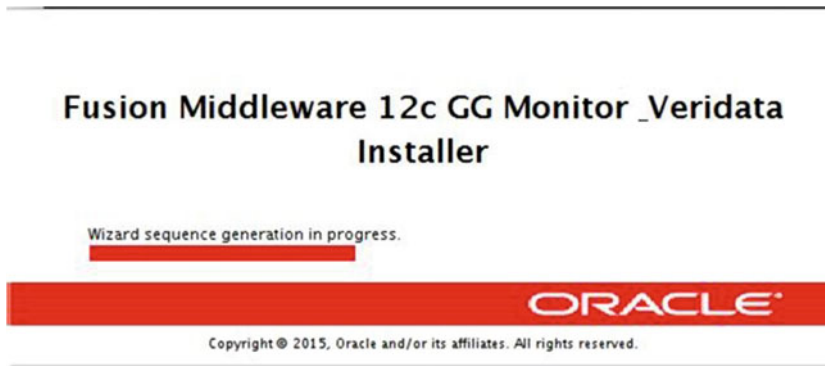 Fusion Middleware 12c GG Monitor _Veridata
Installer
Wizard sequence generation in progress.
ORACLE®
Copyright © 2015, Oracle and/or its affiliates. All rights reserved.